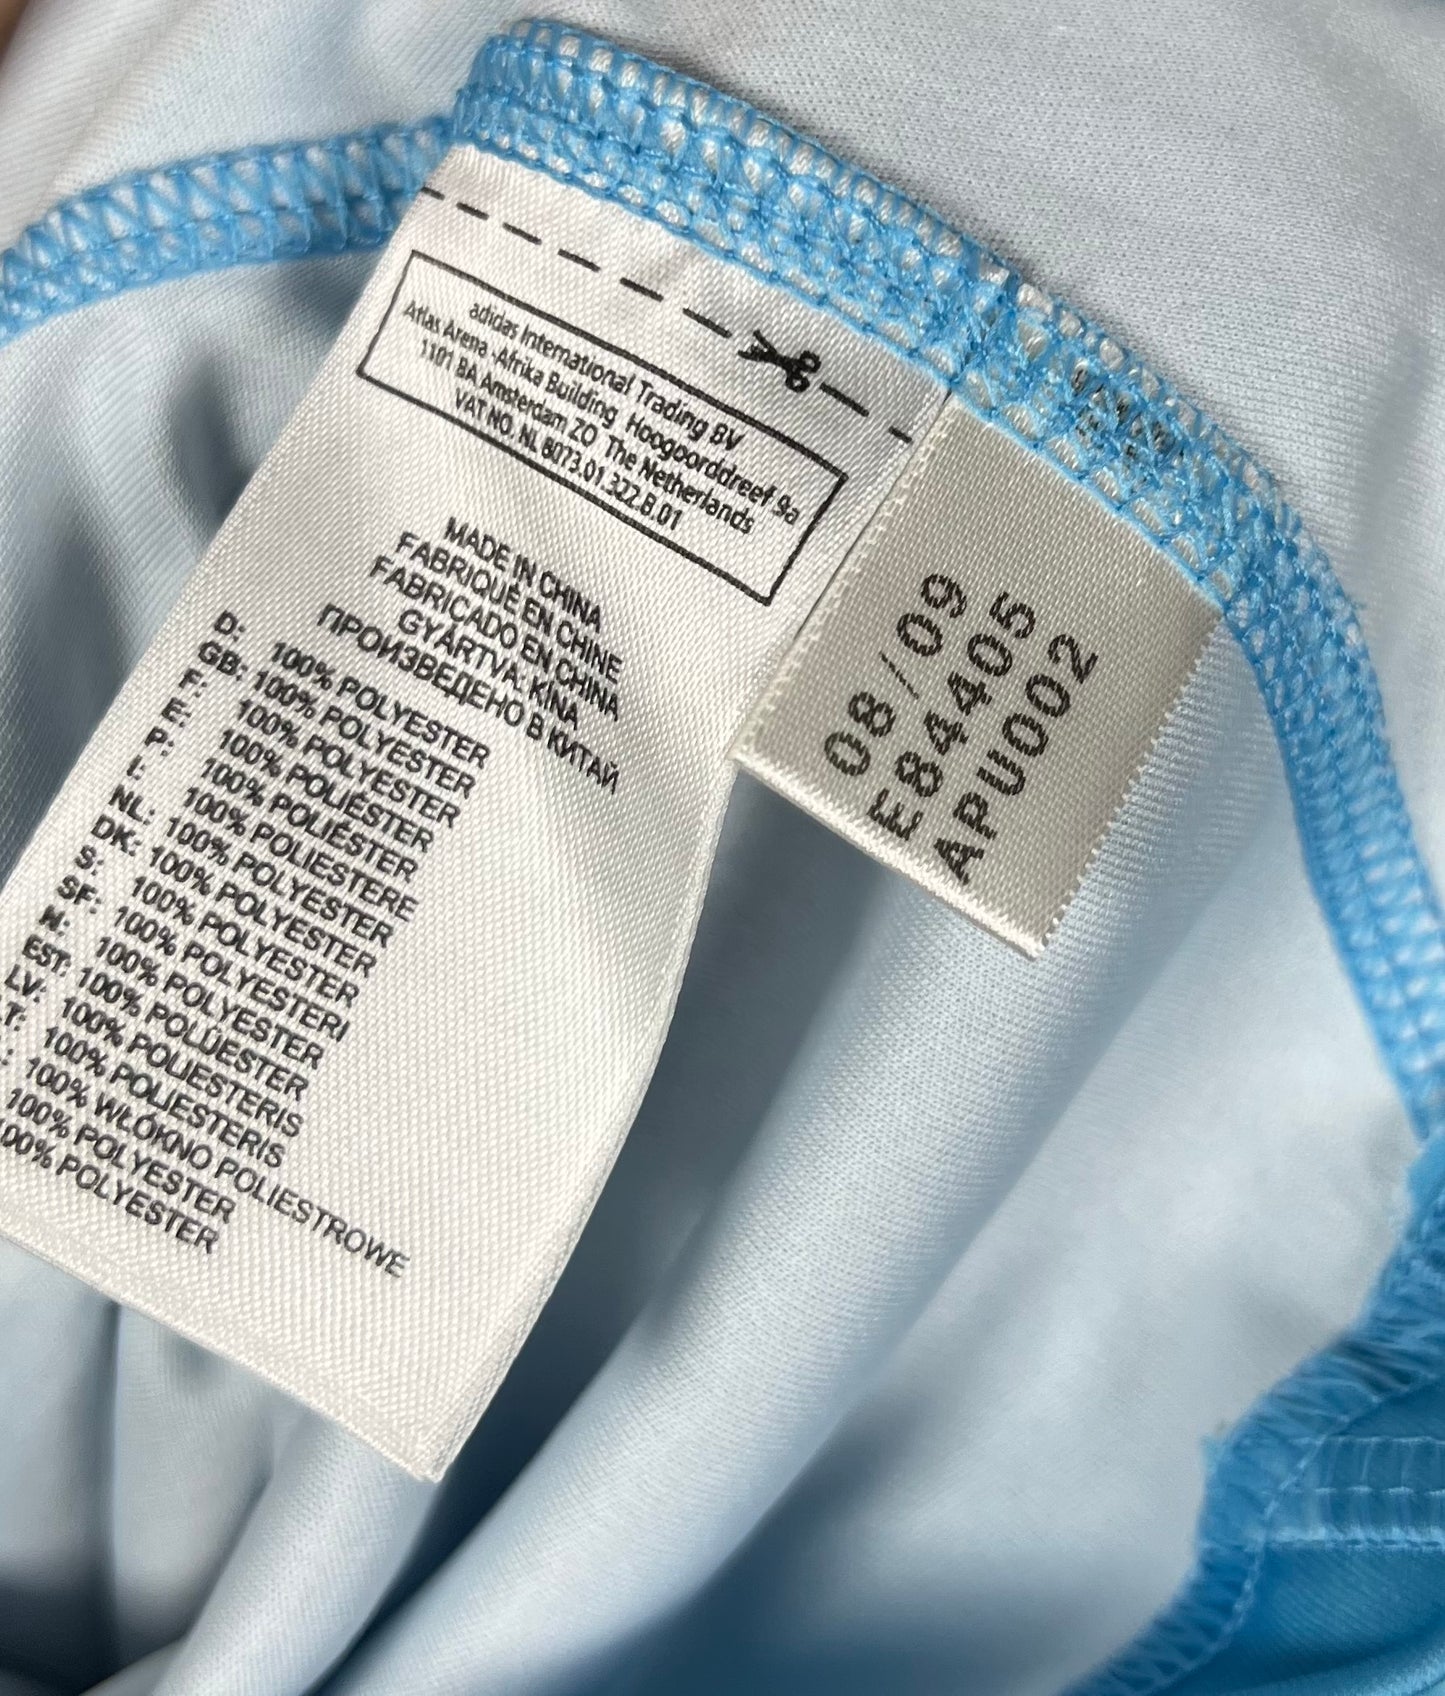 adidas International Trading BV
Atlas Arena -Afrika Building Hoogoorddreef 9a
1101 BA Amsterdam ZO The Netherlands
VAT NO. NL 8073.01.322.B.01
MADE IN CHINA
FABRIQUÉ EN CHINE
FABRICADO EN CHINA
GYÁRTVA: KÍNA
ПРОИЗВЕДЕНО В КИТАЙ
D: 100% POLYESTER
GB: 100% POLYESTER
F: 100% POLYESTER
E: 100% POLIÉSTER
P: 100% POLIÉSTER
I: 100% POLIESTERE
NL: 100% POLYESTER
DK: 100% POLYESTER
S: 100% POLYESTER
SF: 100% POLYESTERI
N: 100% POLYESTER
EST: 100% POLÜESTER
LV: 100% POLIESTERIS
LT: 100% POLIESTERIS
: 100% WŁÓKNO POLIESTROWE
100% POLYESTER
100% POLYESTER
08/09
E84405
APU002